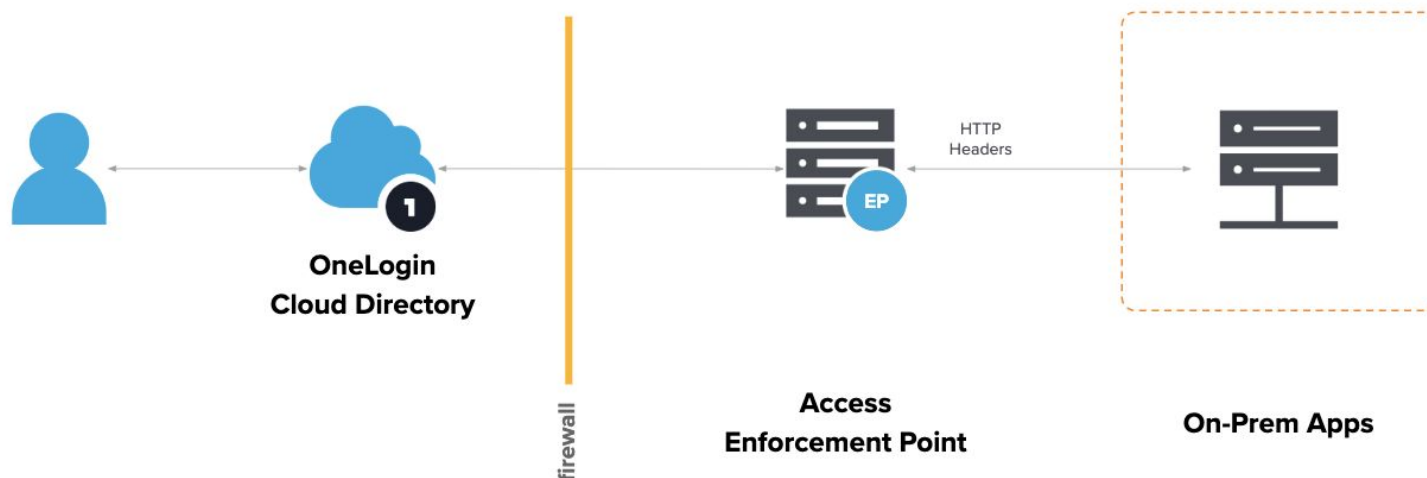 1
OneLogin
Cloud Directory
firewall
EP
Access
Enforcement Point
HTTP
Headers
On-Prem Apps